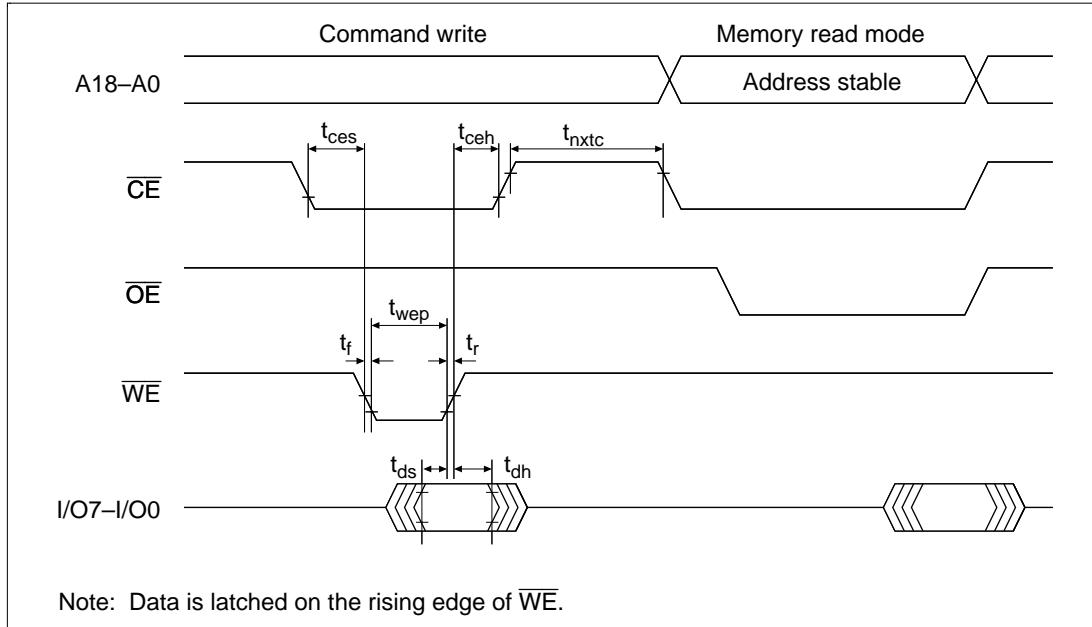 Command write Memory read mode
A18–A0 Address stable
tces tceh tnxtc
CE
OE
twep
tf tr
WE
tds tdh
I/O7–I/O0
Note: Data is latched on the rising edge of WE.